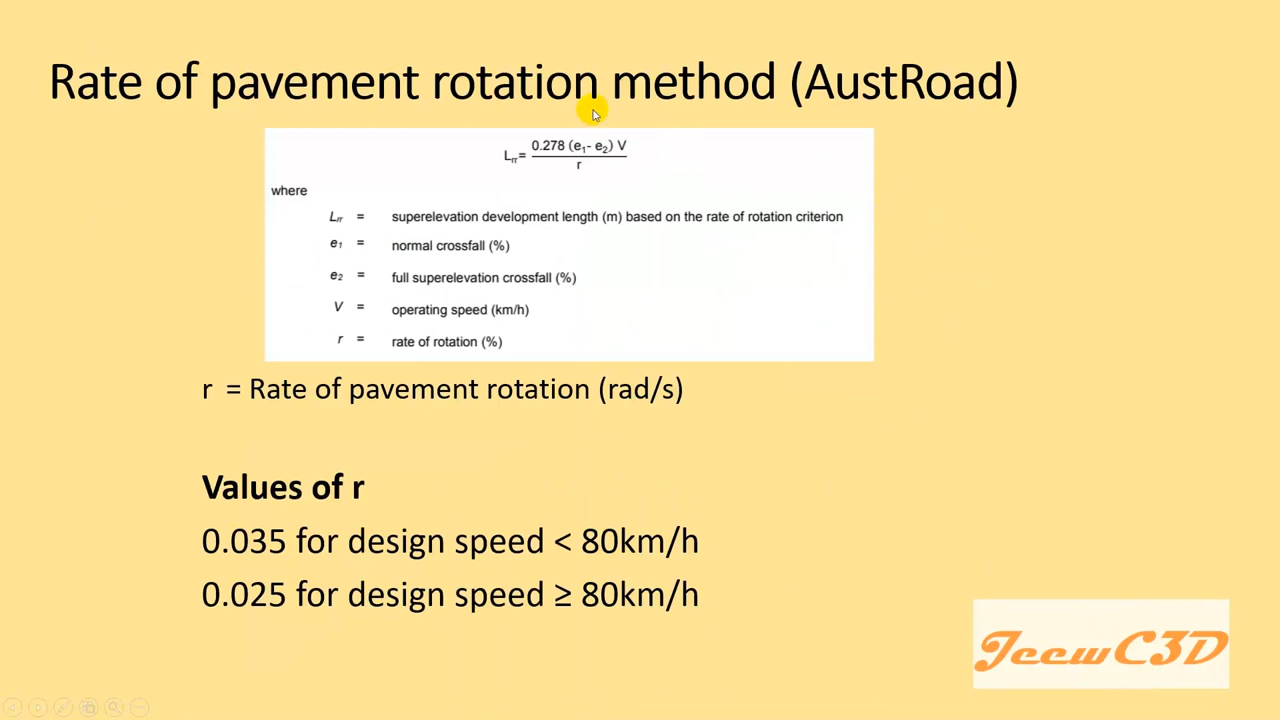 Rate of pavement rotation method (AustRoad)
Lrr= 0.278 (e1- e2) V
r
where
Lrr = superelevation development length (m) based on the rate of rotation criterion
e1 = normal crossfall (%)
e2 = full superelevation crossfall (%)
V = operating speed (km/h)
r = rate of rotation (%)
r = Rate of pavement rotation (rad/s)
Values of r
0.035 for design speed < 80km/h
0.025 for design speed ≥ 80km/h
JeewC3D